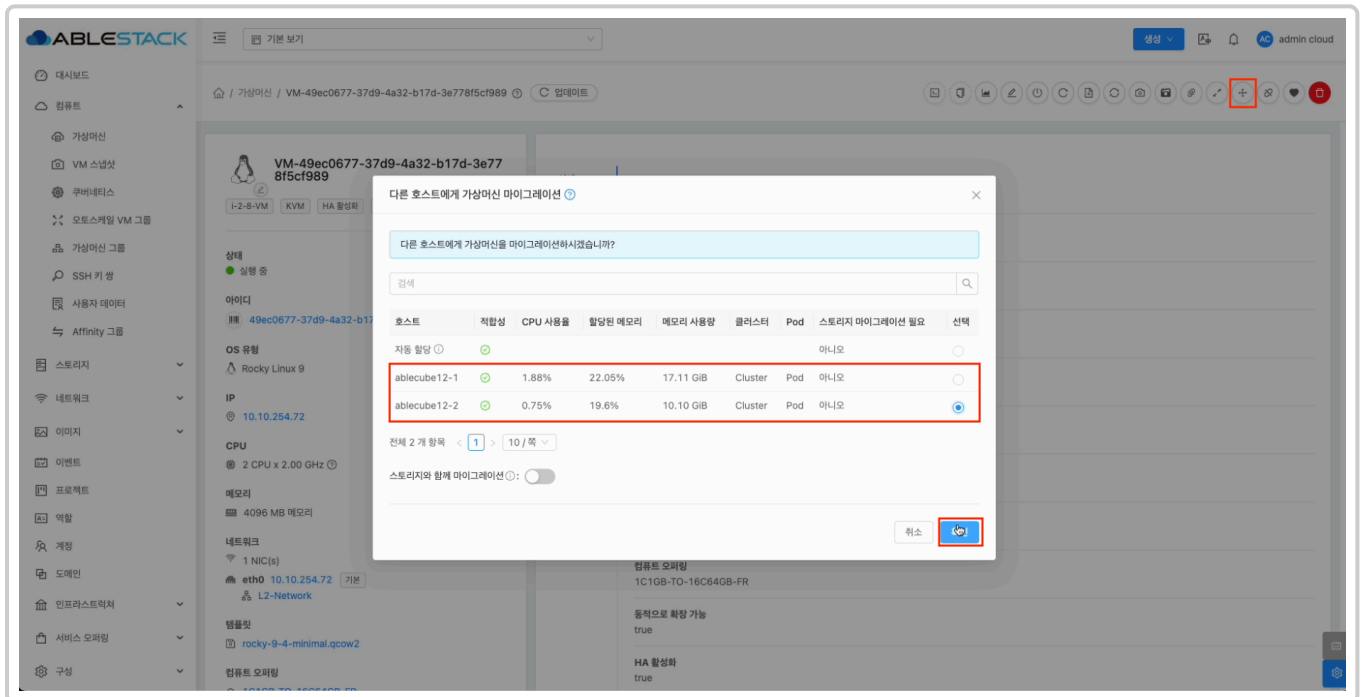 ABLESTACK
기본 보기
생성
AC admin cloud
대시보드
컴퓨트
가상머신
VM 스냅샷
쿠버네티스
오토스케일 VM 그룹
가상머신 그룹
SSH 키 쌍
사용자 데이터
Affinity 그룹
스토리지
네트워크
이미지
이벤트
프로젝트
역할
계정
도메인
인프라스트럭쳐
서비스 오퍼링
구성
/ 가상머신 / VM-49ec0677-37d9-4a32-b17d-3e778f5cf989 업데이트
VM-49ec0677-37d9-4a32-b17d-3e77
8f5cf989
i-2-8-VM KVM HA 활성화
상태
실행 중
아이디
49ec0677-37d9-4a32-b17
OS 유형
Rocky Linux 9
IP
10.10.254.72
CPU
2 CPU x 2.00 GHz
메모리
4096 MB 메모리
네트워크
1 NIC(s)
eth0 10.10.254.72 기본
L2-Network
템플릿
rocky-9-4-minimal.qcow2
컴퓨트 오퍼링
1C1GB-TO-16C64GB-FR
다른 호스트에게 가상머신 마이그레이션
다른 호스트에게 가상머신을 마이그레이션하시겠습니까?
검색
호스트 적합성 CPU 사용율 할당된 메모리 메모리 사용량 클러스터 Pod 스토리지 마이그레이션 필요 선택
자동 할당 아니오
ablecube12-1 1.88% 22.05% 17.11 GiB Cluster Pod 아니오
ablecube12-2 0.75% 19.6% 10.10 GiB Cluster Pod 아니오
전체 2 개 항목 < 1 > 10 / 쪽
스토리지와 함께 마이그레이션 :
취소
컴퓨트 오퍼링
1C1GB-TO-16C64GB-FR
동적으로 확장 가능
true
HA 활성화
true